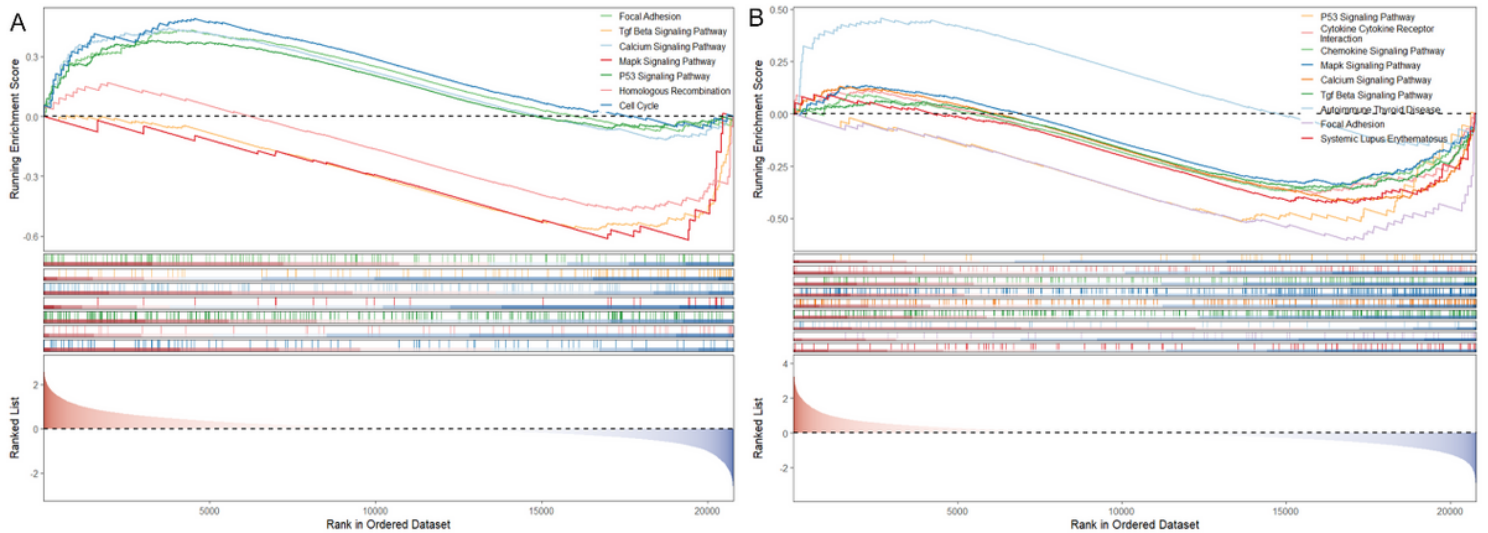 A
Running Enrichment Score
0.3
0.0
-0.3
-0.6
Focal Adhesion
Tgf Beta Signaling Pathway
Calcium Signaling Pathway
Mapk Signaling Pathway
P53 Signaling Pathway
Homologous Recombination
Cell Cycle
Ranked List
2
0
-2
5000
10000
15000
20000
Rank in Ordered Dataset
B
Running Enrichment Score
0.50
0.25
0.00
-0.25
-0.50
P53 Signaling Pathway
Cytokine Cytokine Receptor
Interaction
Chemokine Signaling Pathway
Mapk Signaling Pathway
Calcium Signaling Pathway
Tgf Beta Signaling Pathway
Autoimmune Thyroid Disease
Focal Adhesion
Systemic Lupus Erythematosus
Ranked List
4
2
0
-2
5000
10000
15000
20000
Rank in Ordered Dataset